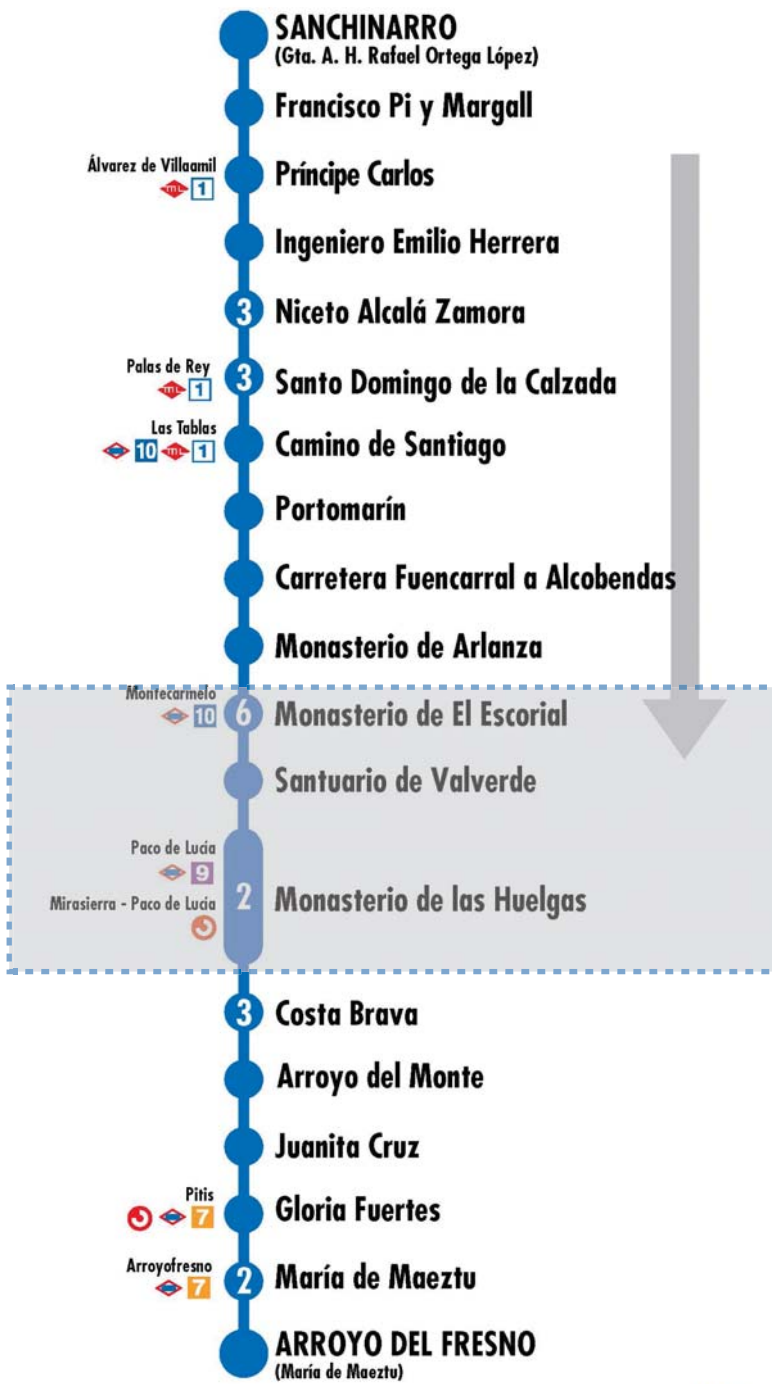 SANCHINARRO
(Gta. A. H. Rafael Ortega López)
Francisco Pi y Margall
Álvarez de Villaamil
mL 1
Príncipe Carlos
Ingeniero Emilio Herrera
3 Niceto Alcalá Zamora
Palas de Rey
mL 1
3 Santo Domingo de la Calzada
Las Tablas
10 mL 1
Camino de Santiago
Portomarín
Carretera Fuencarral a Alcobendas
Monasterio de Arlanza
Montecarmelo
10
6 Monasterio de El Escorial
Santuario de Valverde
Paco de Lucía
9
Mirasierra - Paco de Lucía
2 Monasterio de las Huelgas
3 Costa Brava
Arroyo del Monte
Juanita Cruz
Pitis
7
Gloria Fuertes
Arroyofresno
7
2 María de Maeztu
ARROYO DEL FRESNO
(María de Maeztu)